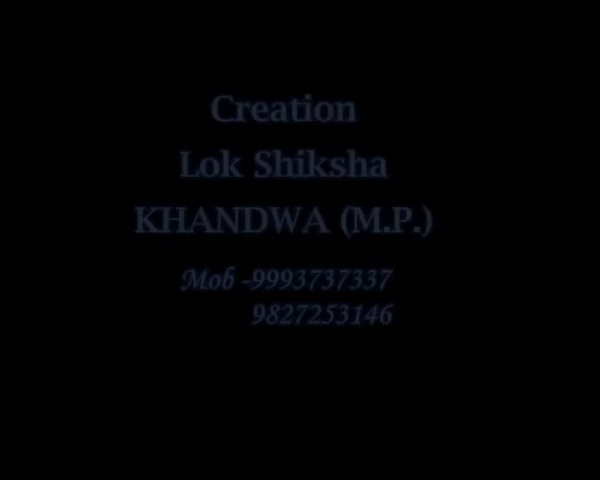 Creation
Lok Shiksha
KHANDWA (M.P.)
Mob -9993737337
9827253146